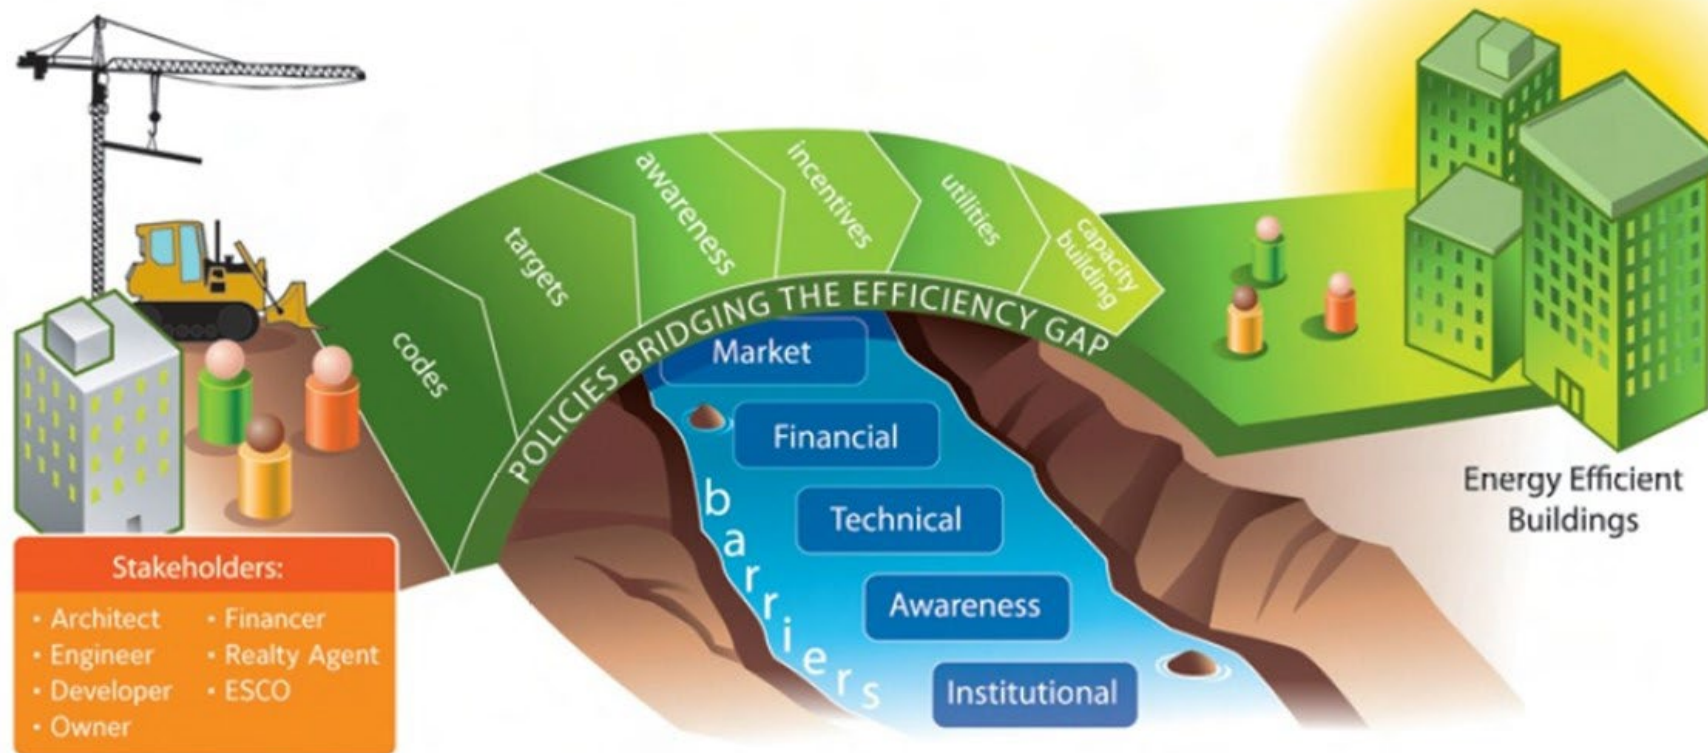 codes
targets
awareness
incentives
utilities
capacity
building
POLICIES BRIDGING THE EFFICIENCY GAP
Market
Financial
Technical
Awareness
Institutional
barriers
Energy Efficient
Buildings
Stakeholders:
• Architect
• Engineer
• Developer
• Owner
• Financer
• Realty Agent
• ESCO